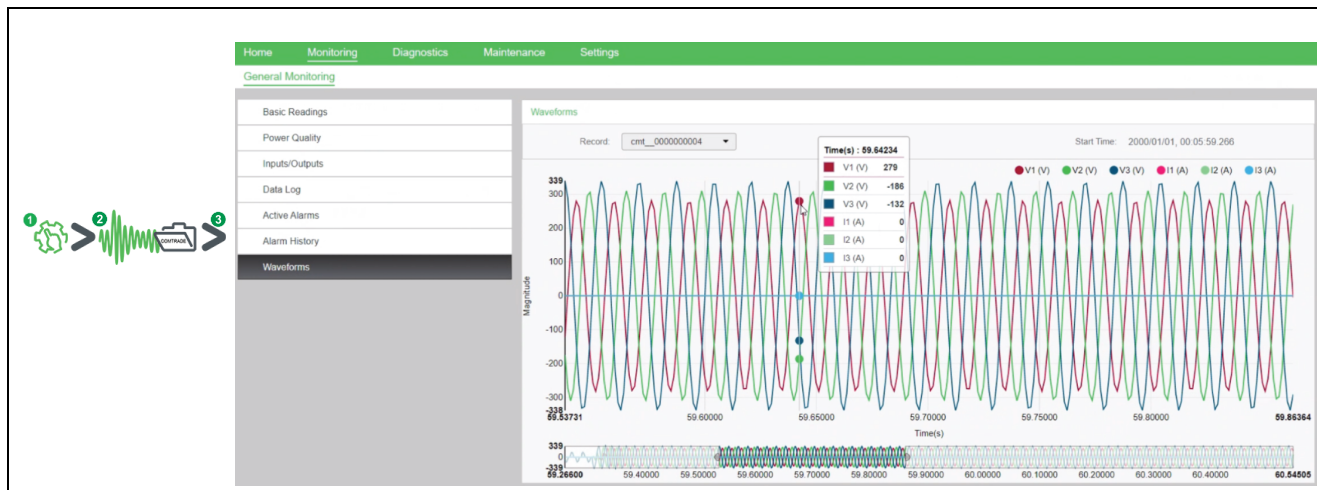 Home Monitoring Diagnostics Maintenance Settings
General Monitoring
Basic Readings
Power Quality
Inputs/Outputs
Data Log
Active Alarms
Alarm History
Waveforms
1
2
COMTRADE
3
Waveforms
Record: cmt__0000000004
Start Time: 2000/01/01, 00:05:59.266
Time(s) : 59.64234
V1 (V) 279
V2 (V) -186
V3 (V) -132
I1 (A) 0
I2 (A) 0
I3 (A) 0
V1 (V) V2 (V) V3 (V) I1 (A) I2 (A) I3 (A)
Magnitude
339
300
200
100
0
-100
-200
-300
-338
59.53731 59.60000 59.65000 59.70000 59.75000 59.80000 59.86364
Time(s)
339
0
-339
59.26600 59.40000 59.50000 59.60000 59.70000 59.80000 59.90000 60.00000 60.10000 60.20000 60.30000 60.40000 60.54505